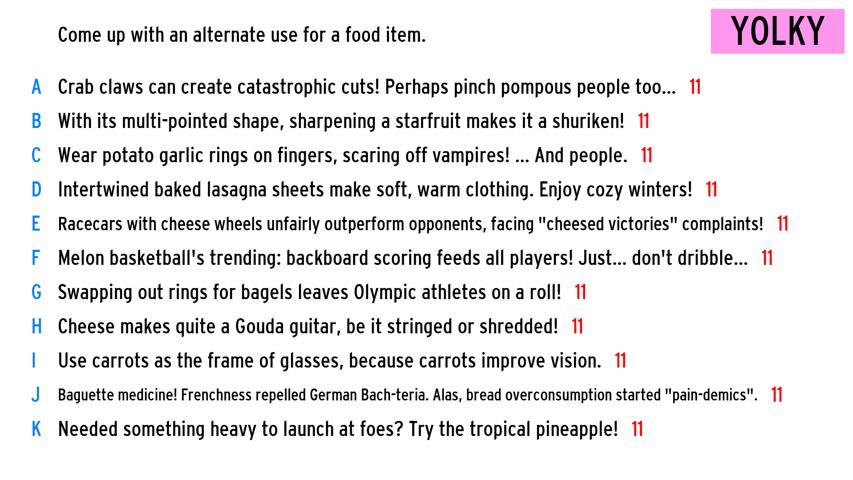 Come up with an alternate use for a food item.
YOLKY
A Crab claws can create catastrophic cuts! Perhaps pinch pompous people too... 11
B With its multi-pointed shape, sharpening a starfruit makes it a shuriken! 11
C Wear potato garlic rings on fingers, scaring off vampires! ... And people. 11
D Intertwined baked lasagna sheets make soft, warm clothing. Enjoy cozy winters! 11
E Racecars with cheese wheels unfairly outperform opponents, facing "cheesed victories" complaints! 11
F Melon basketball's trending: backboard scoring feeds all players! Just... don't dribble... 11
G Swapping out rings for bagels leaves Olympic athletes on a roll! 11
H Cheese makes quite a Gouda guitar, be it stringed or shredded! 11
I Use carrots as the frame of glasses, because carrots improve vision. 11
J Baguette medicine! Frenchness repelled German Bach-teria. Alas, bread overconsumption started "pain-demics". 11
K Needed something heavy to launch at foes? Try the tropical pineapple! 11